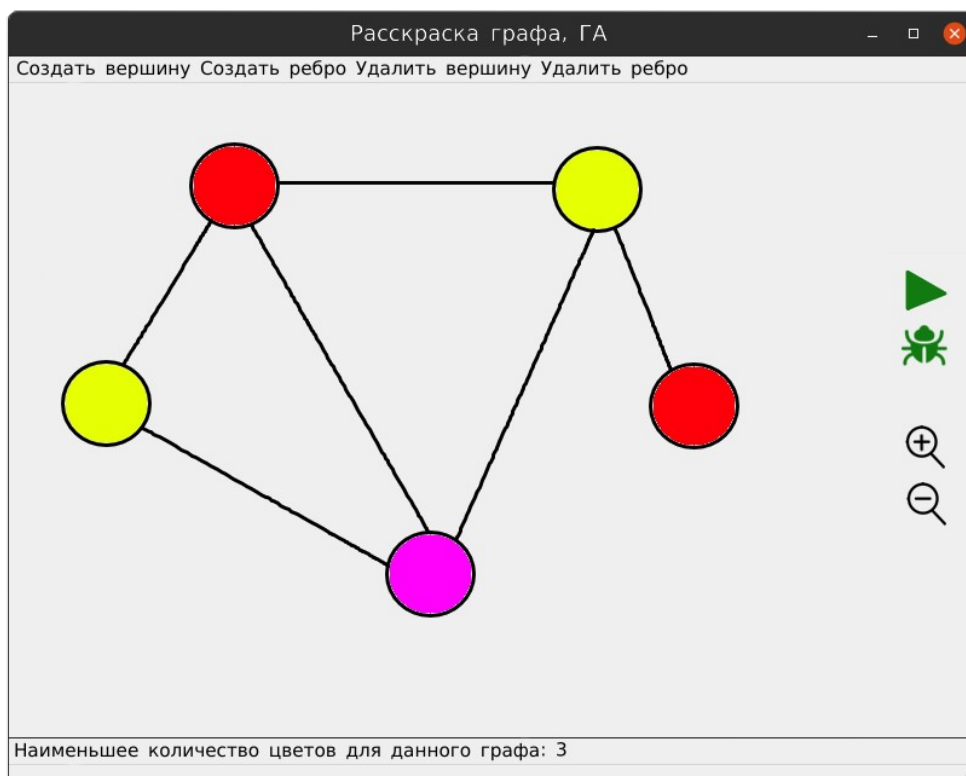 Расскраска графа, ГА
Создать вершину Создать ребро Удалить вершину Удалить ребро
Наименьшее количество цветов для данного графа: 3